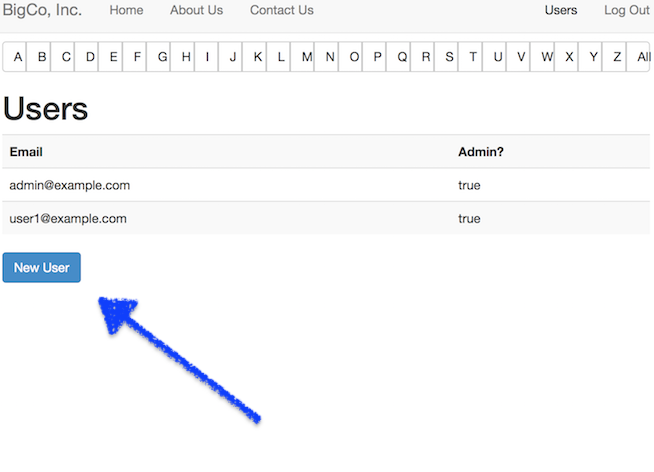 BigCo, Inc. Home About Us Contact Us Users Log Out
A B C D E F G H I J K L M N O P Q R S T U V W X Y Z All
Users
Email Admin?
admin@example.com true
user1@example.com true
New User